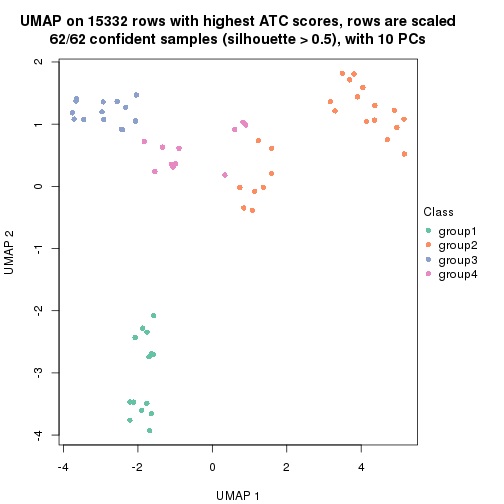 UMAP on 15332 rows with highest ATC scores, rows are scaled
62/62 confident samples (silhouette > 0.5), with 10 PCs
2
1
0
-1
-2
-3
-4
UMAP 2
-4
-2
0
2
4
UMAP 1
Class
group1
group2
group3
group4